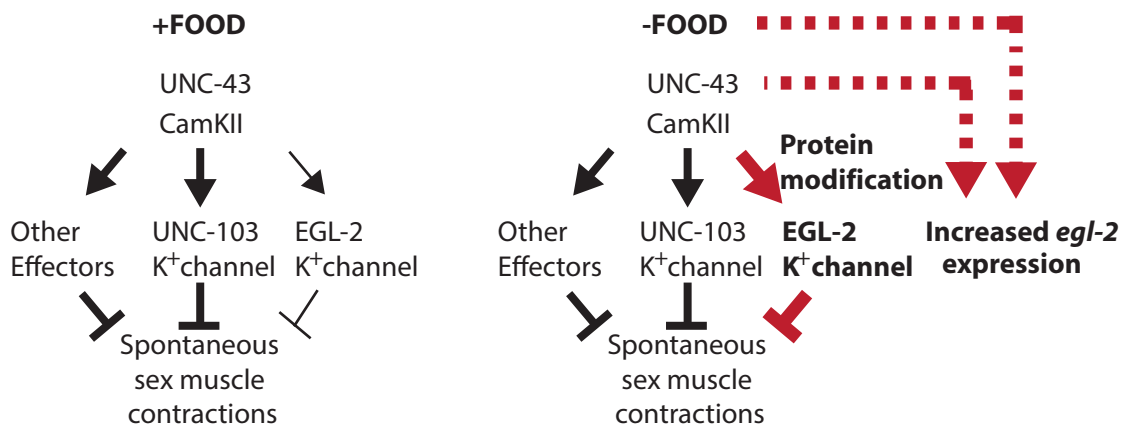 +FOOD
UNC-43
CamKII
Other
Effectors
UNC-103
K+channel
EGL-2
K+channel
Spontaneous
sex muscle
contractions
-FOOD
UNC-43
CamKII
Protein
modification
Other
Effectors
UNC-103
K+channel
EGL-2
K+channel
Increased egl-2
expression
Spontaneous
sex muscle
contractions